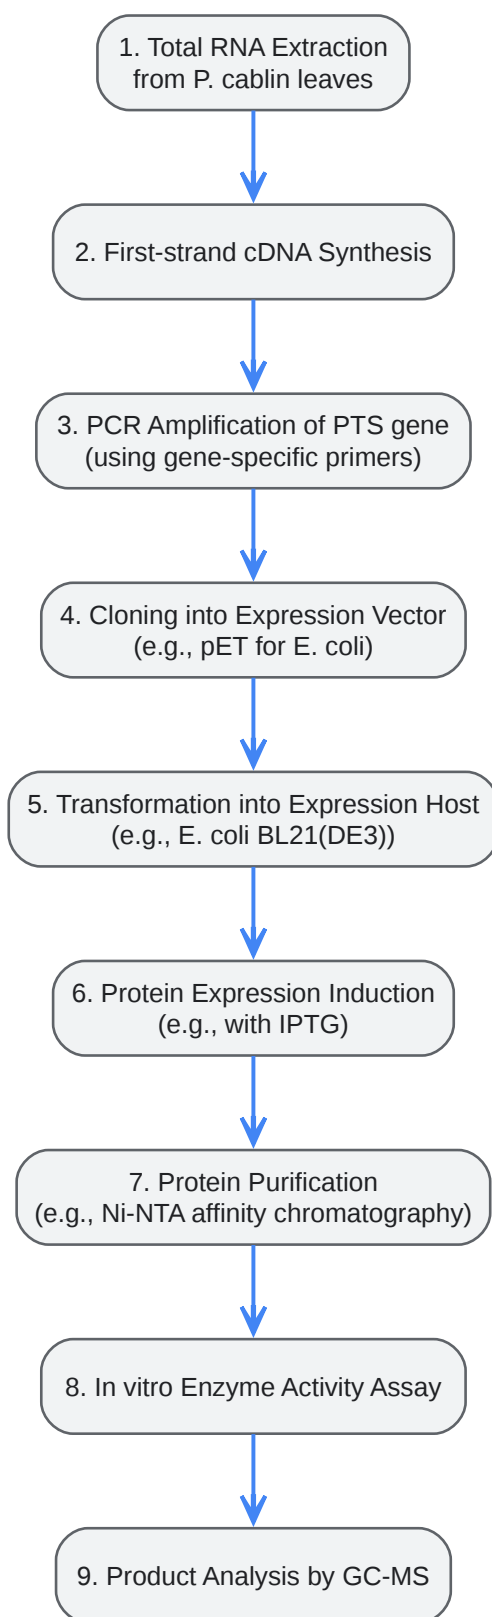 1. Total RNA Extraction
from P. cablin leaves
2. First-strand cDNA Synthesis
3. PCR Amplification of PTS gene
(using gene-specific primers)
4. Cloning into Expression Vector
(e.g., pET for E. coli)
5. Transformation into Expression Host
(e.g., E. coli BL21(DE3))
6. Protein Expression Induction
(e.g., with IPTG)
7. Protein Purification
(e.g., Ni-NTA affinity chromatography)
8. In vitro Enzyme Activity Assay
9. Product Analysis by GC-MS